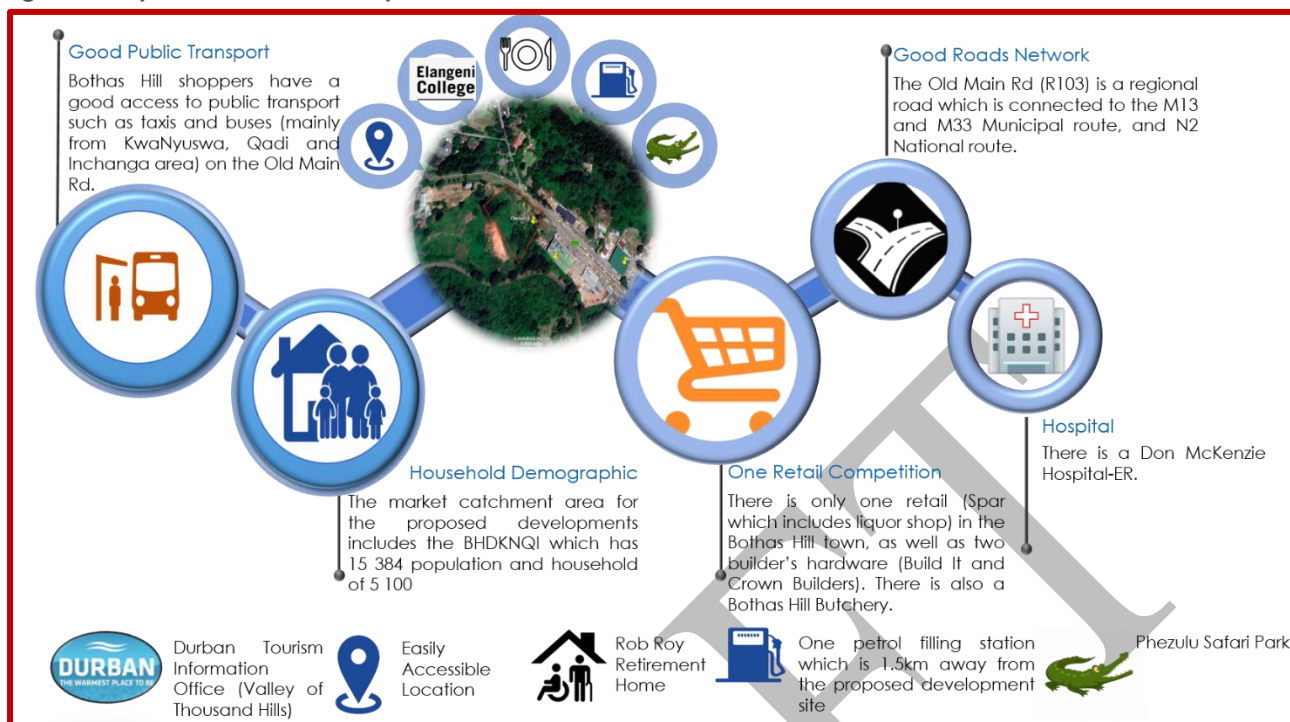 Good Public Transport
Bothas Hill shoppers have a
good access to public transport
such as taxis and buses (mainly
from KwaNyuswa, Qadi and
Inchanga area) on the Old Main
Rd.
Elangeni
College
Good Roads Network
The Old Main Rd (R103) is a regional
road which is connected to the M13
and M33 Municipal route, and N2
National route.
Household Demographic
The market catchment area for
the proposed developments
includes the BHDKNQI which has
15 384 population and household
of 5 100
One Retail Competition
There is only one retail (Spar
which includes liquor shop) in the
Bothas Hill town, as well as two
builder's hardware (Build It and
Crown Builders). There is also a
Bothas Hill Butchery.
Hospital
There is a Don McKenzie
Hospital-ER.
DURBAN
THE WARMEST PLACE TO BE
Durban Tourism
Information
Office (Valley of
Thousand Hills)
Easily
Accessible
Location
Rob Roy
Retirement
Home
One petrol filling station
which is 1.5km away from
the proposed development
site
Phezulu Safari Park